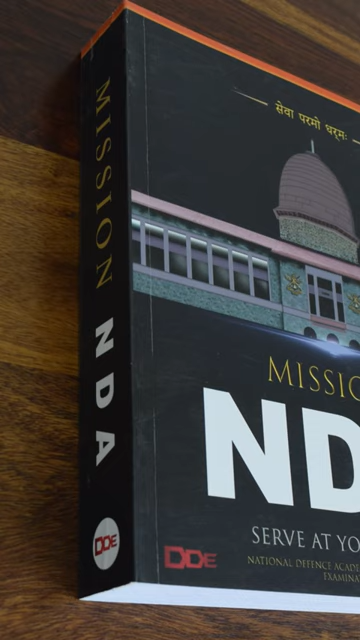 MISSION NDA
DDE
सेवा परमो धर्मः
MISSIO
ND
SERVE AT YO
DDE
NATIONAL DEFENCE ACADE
EXAMINA